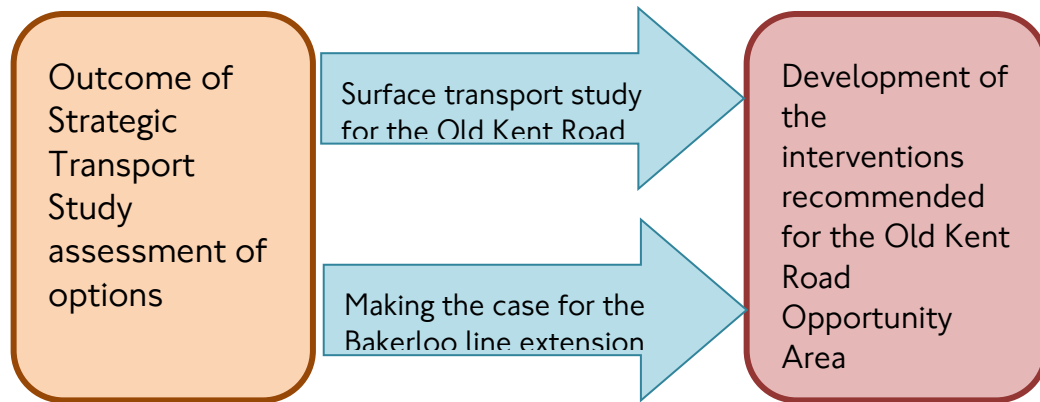 Outcome of
Strategic
Transport
Study
assessment of
options
Surface transport study
for the Old Kent Road
Making the case for the
Bakerloo line extension
Development of
the
interventions
recommended
for the Old Kent
Road
Opportunity
Area